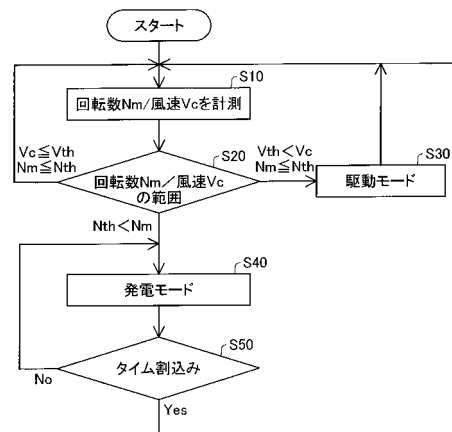 スタート
S10
回転数Nm/風速Vcを計測
S20
Vc≦Vth
Nm≦Nth
回転数Nm/風速Vc
の範囲
Vth<Vc
Nm≦Nth
S30
駆動モード
Nth<Nm
S40
発電モード
S50
タイム割込み
No
Yes